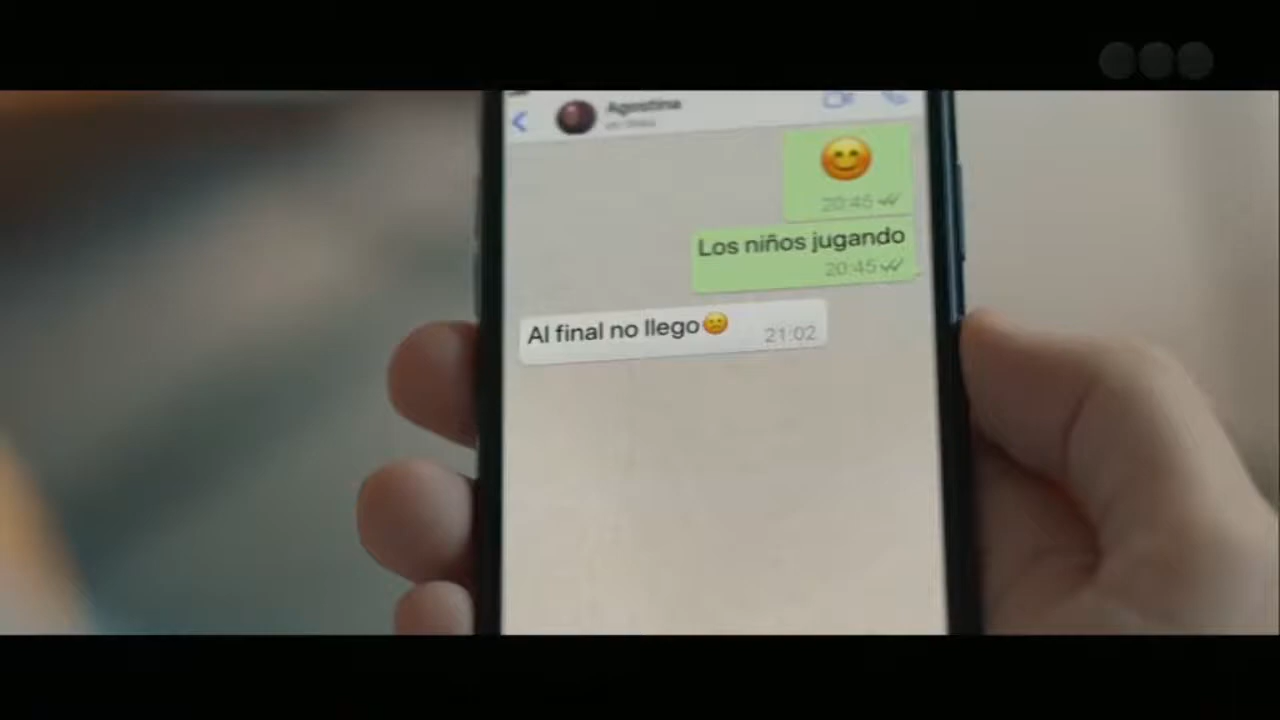 Agostina
😊
20:45
Los niños jugando
20:45
Al final no llego🙁
21:02